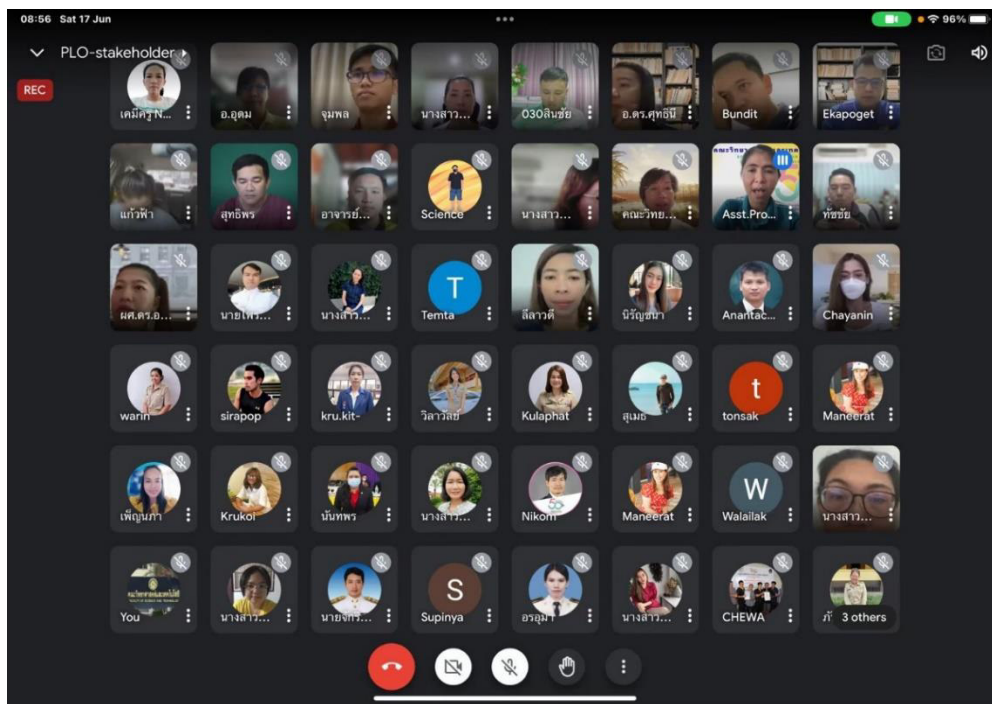 08:56 Sat 17 Jun
96%
PLO-stakeholder
REC
เคมีครูN...
อ.อุดม
จุมพล
นางสาว...
030สินชัย
อ.ดร.ศุทธินี
Bundit
Ekapoget
แก้วฟ้า
สุทธิพร
อาจารย์...
Science
นางสาว...
คณะวิทย...
Asst.Pro...
ทัชชัย
ผศ.ดร.อ...
นายไพร...
นางสาว...
T
Temta
ลีลาวดี
นิรัญชนา
Anantac...
Chayanin
warin
sirapop
kru.kit-
วิลาวัลย์
Kulaphat
สุเมธ
t
tonsak
Maneerat
เพ็ญนภา
Krukoi
นันทพร
นางสาว...
Nikom
Maneerat
W
Walailak
นางสาว...
You
นางสาว...
นายจักร...
S
Supinya
อรอุมา
นางสาว...
CHEWA
3 others